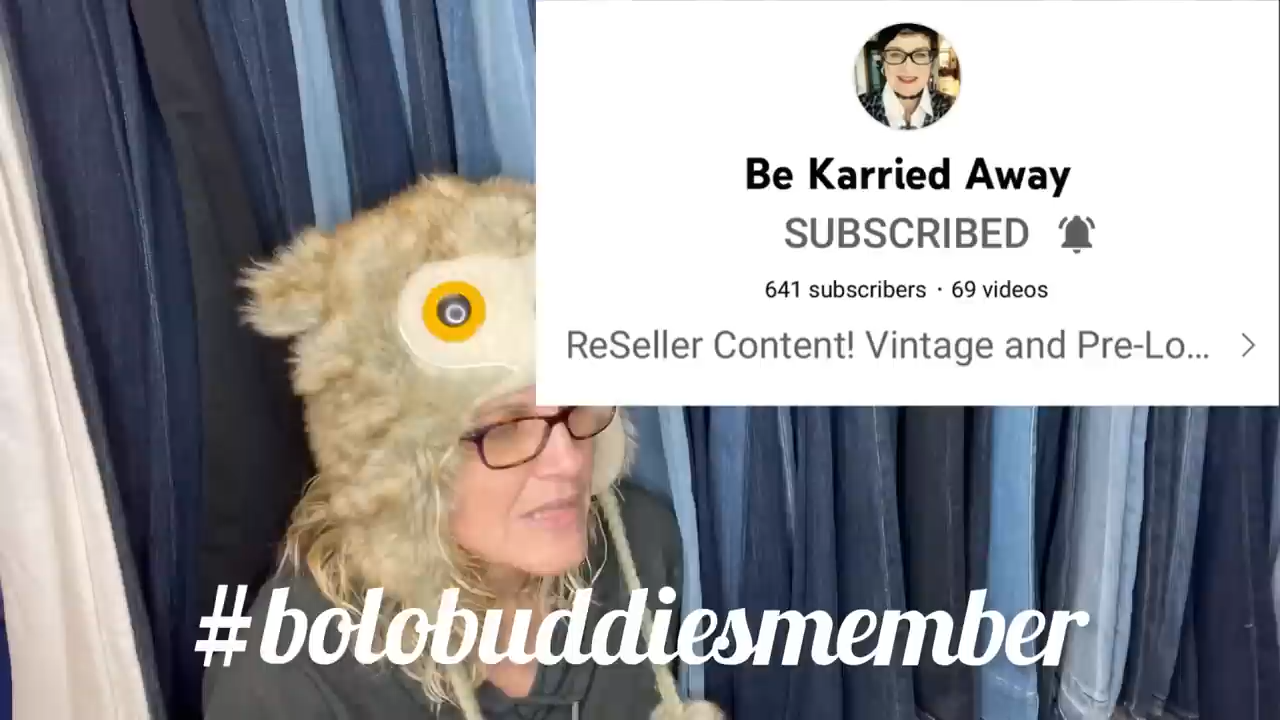 Be Karried Away
SUBSCRIBED
641 subscribers · 69 videos
ReSeller Content! Vintage and Pre-Lo...
#bolobuddiesmember